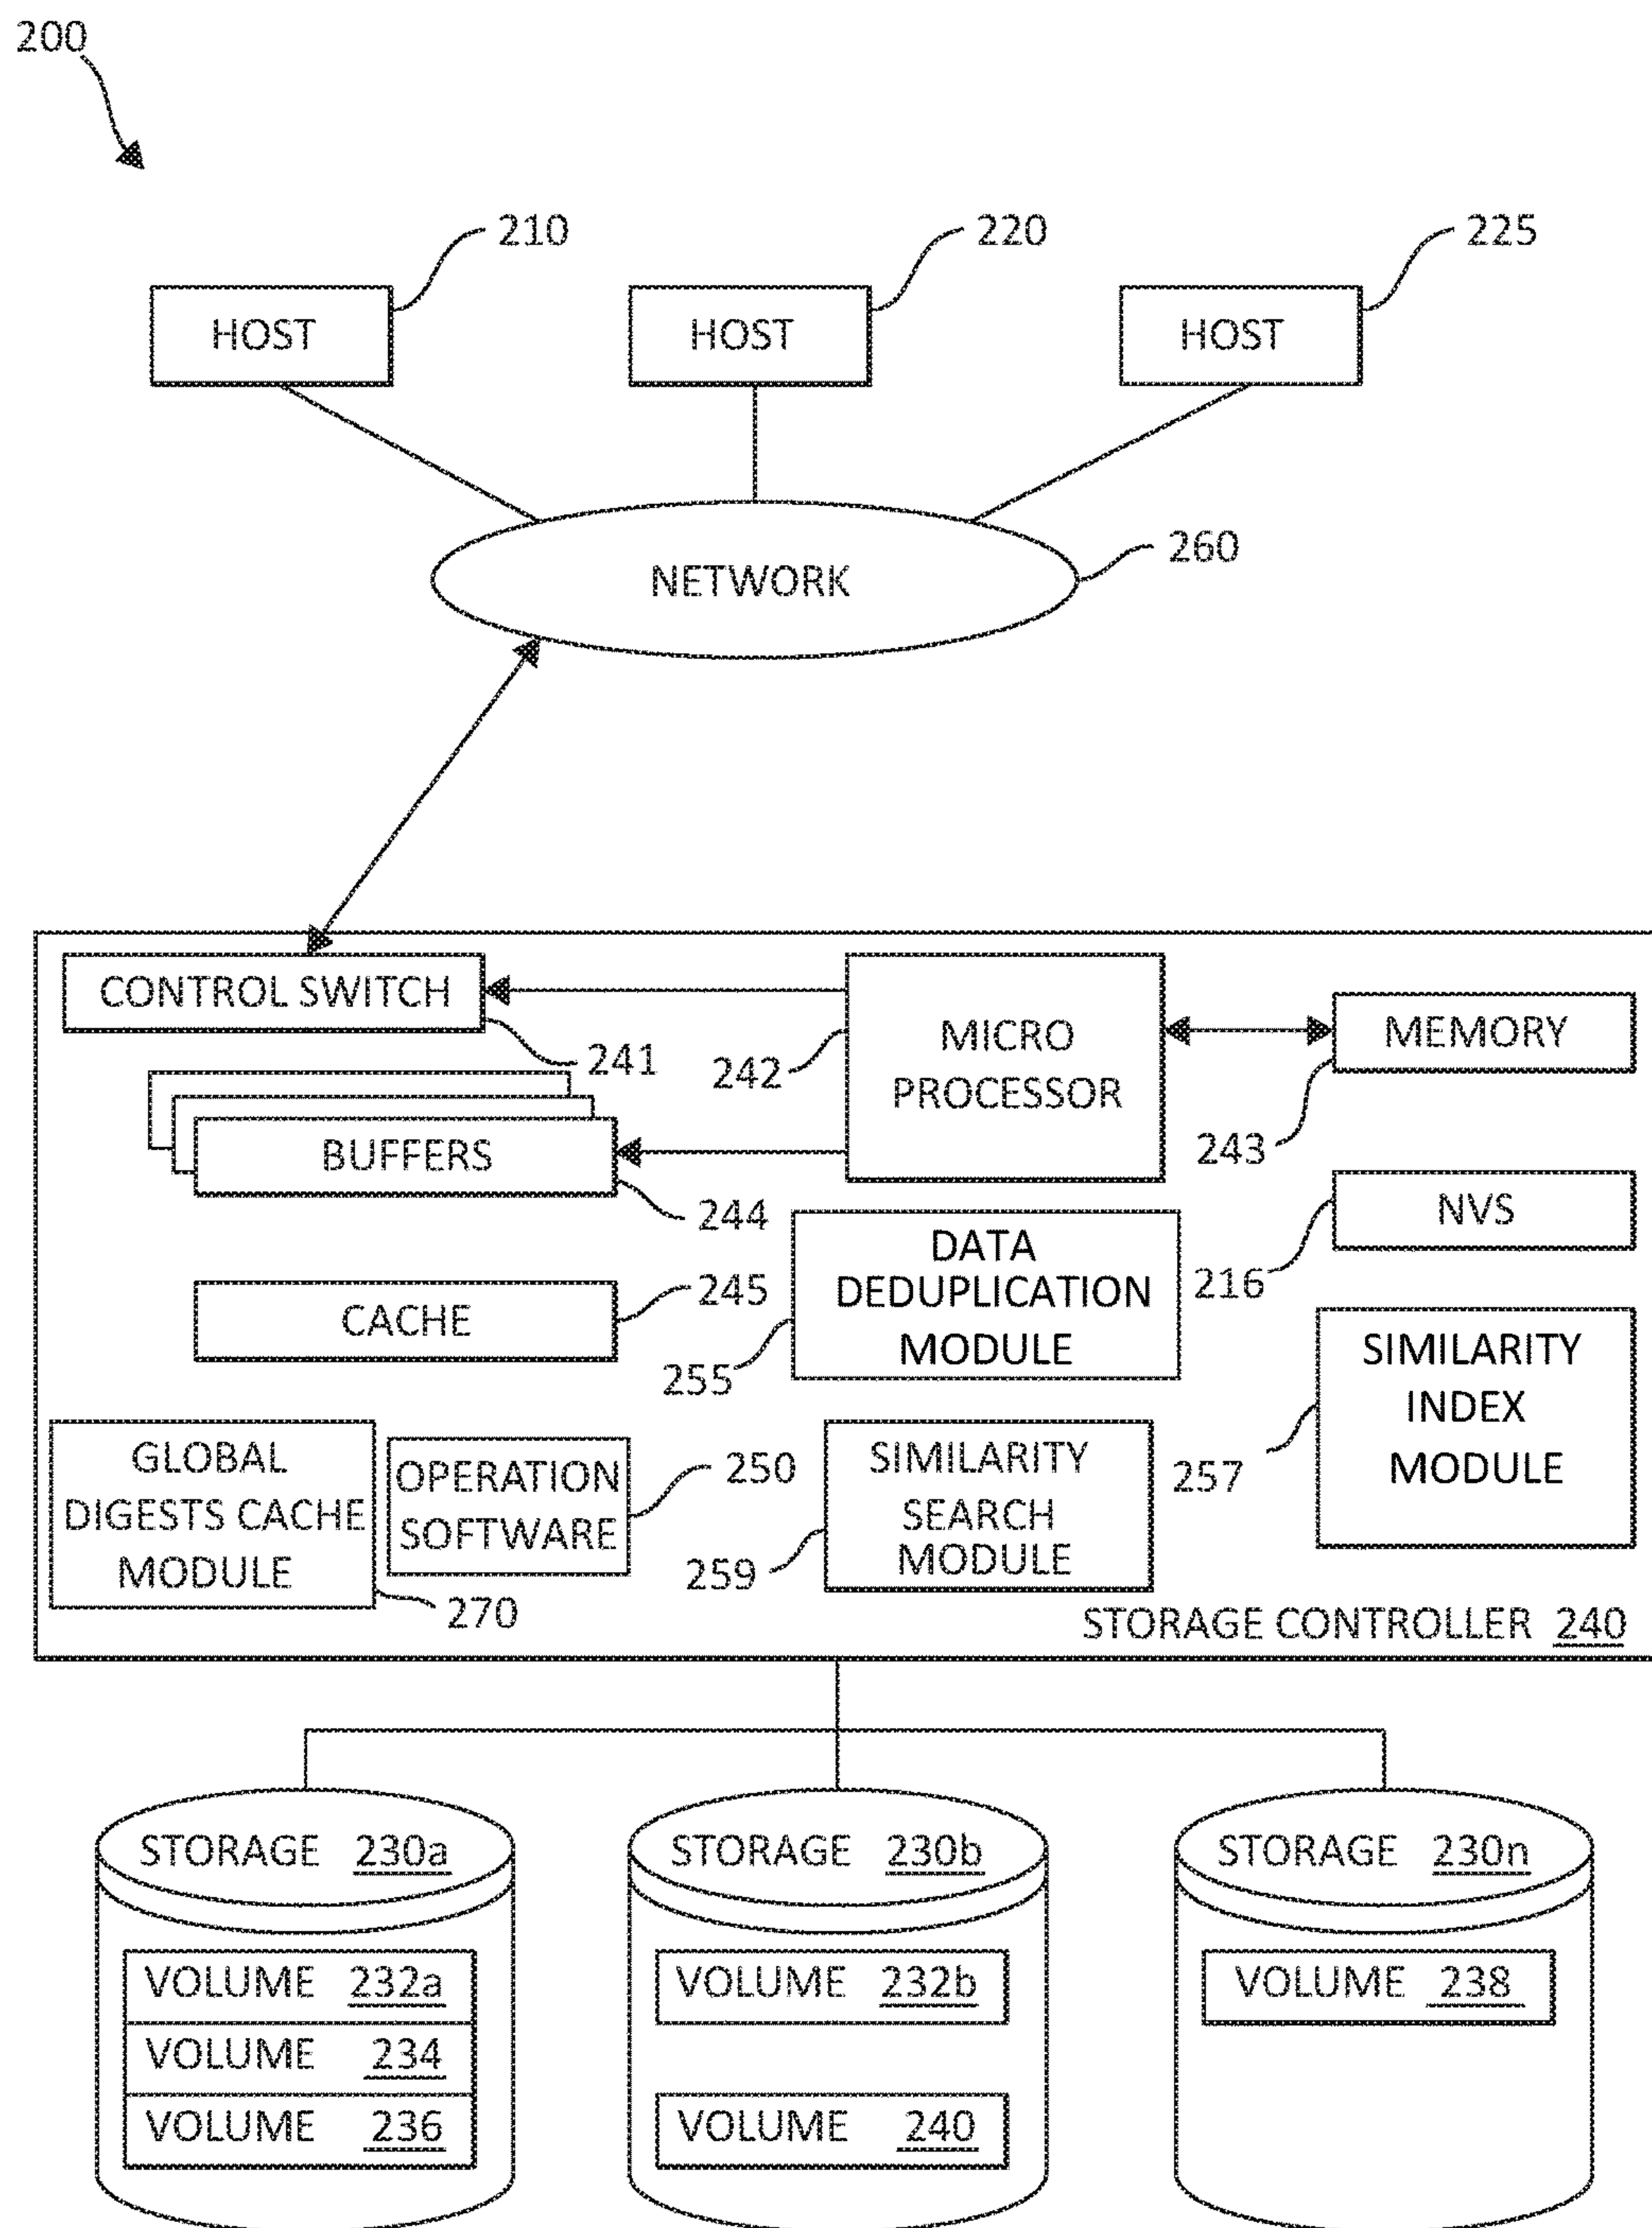 200
210
220
225
HOST
HOST
HOST
260
NETWORK
CONTROL SWITCH
241
242
MICRO
PROCESSOR
MEMORY
243
BUFFERS
244
NVS
216
CACHE
245
DATA
DEDUPLICATION
MODULE
255
SIMILARITY
INDEX
MODULE
257
GLOBAL
DIGESTS CACHE
MODULE
270
OPERATION
SOFTWARE
250
SIMILARITY
SEARCH
MODULE
259
STORAGE CONTROLLER 240
STORAGE 230a
VOLUME 232a
VOLUME 234
VOLUME 236
STORAGE 230b
VOLUME 232b
VOLUME 240
STORAGE 230n
VOLUME 238